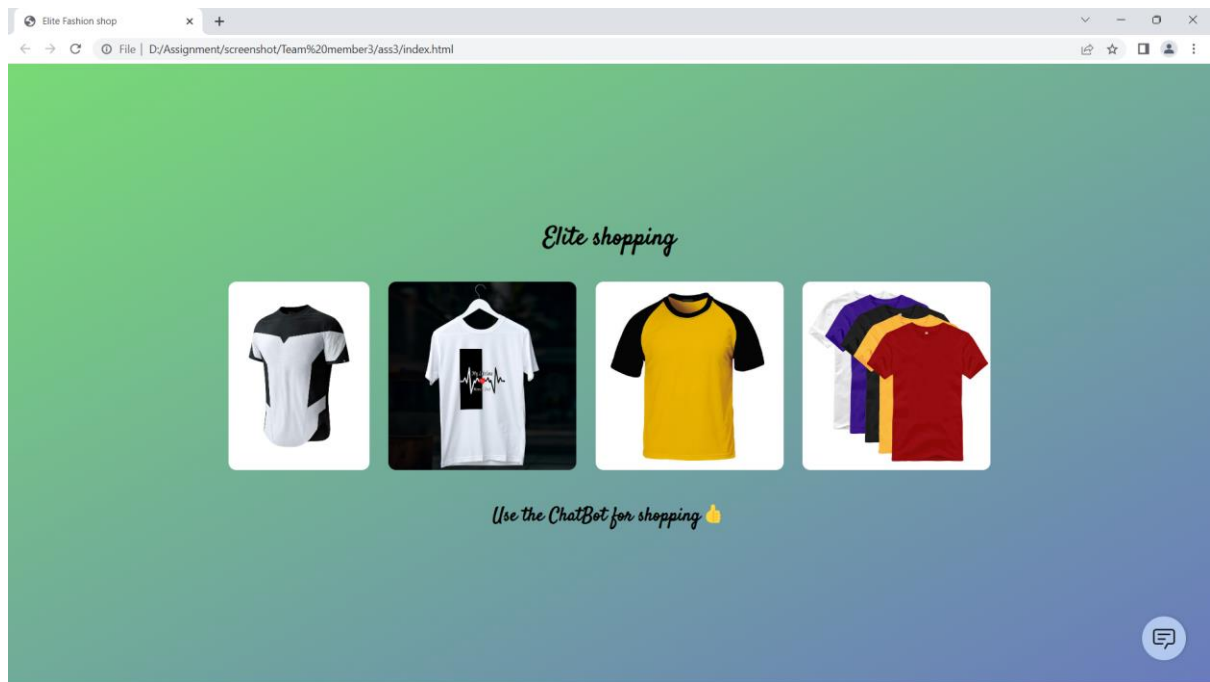 Elite Fashion shop
File | D:/Assignment/screenshot/Team%20member3/ass3/index.html
Elite shopping
Use the ChatBot for shopping 👍